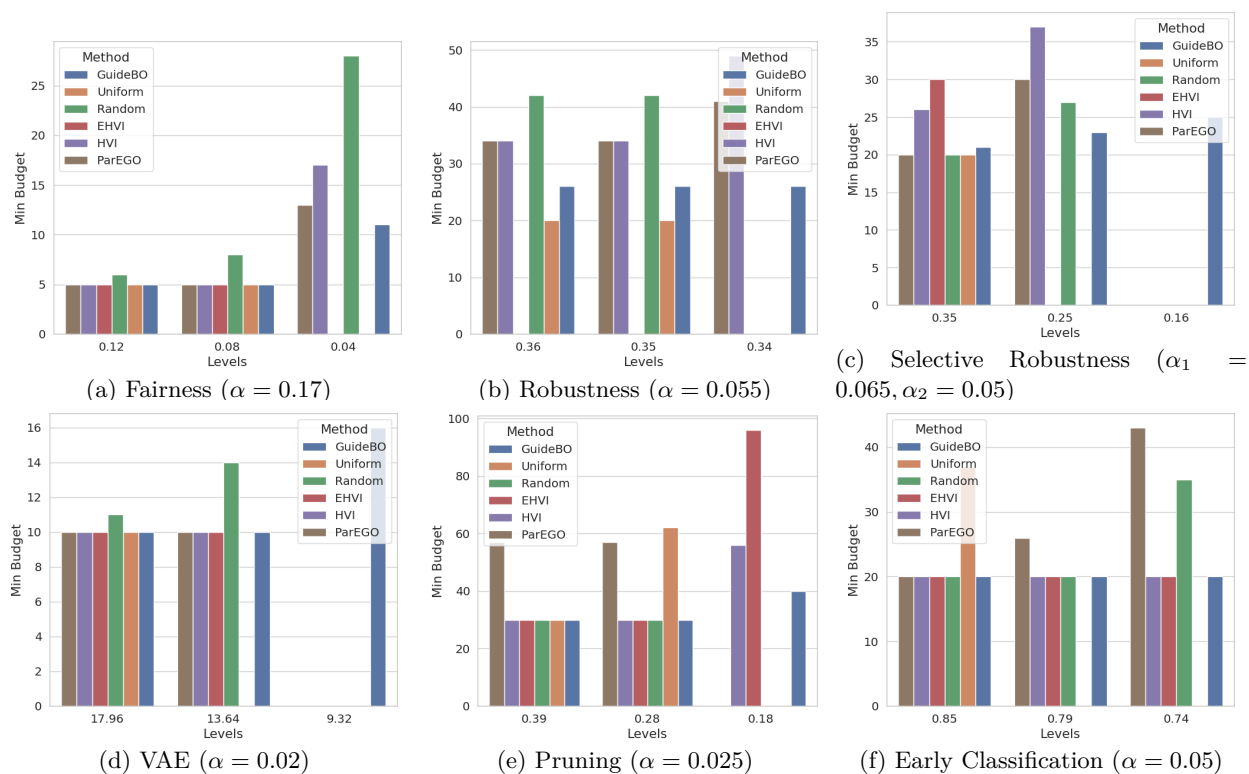 Method
GuideBO
Uniform
Random
EHVI
HVI
ParEGO
Min Budget
25
20
15
10
5
0
0.12 0.08 0.04
Levels
(a) Fairness (α = 0.17)
Method
GuideBO
Uniform
Random
EHVI
HVI
ParEGO
Min Budget
50
40
30
20
10
0
0.36 0.35 0.34
Levels
(b) Robustness (α = 0.055)
Method
GuideBO
Uniform
Random
EHVI
HVI
ParEGO
Min Budget
35
30
25
20
15
10
5
0
0.35 0.25 0.16
Levels
(c) Selective Robustness (α₁ =
0.065, α₂ = 0.05)
Method
GuideBO
Uniform
Random
EHVI
HVI
ParEGO
Min Budget
16
14
12
10
8
6
4
2
0
17.96 13.64 9.32
Levels
(d) VAE (α = 0.02)
Method
GuideBO
Uniform
Random
EHVI
HVI
ParEGO
Min Budget
100
80
60
40
20
0
0.39 0.28 0.18
Levels
(e) Pruning (α = 0.025)
Method
GuideBO
Uniform
Random
EHVI
HVI
ParEGO
Min Budget
40
30
20
10
0
0.85 0.79 0.74
Levels
(f) Early Classification (α = 0.05)